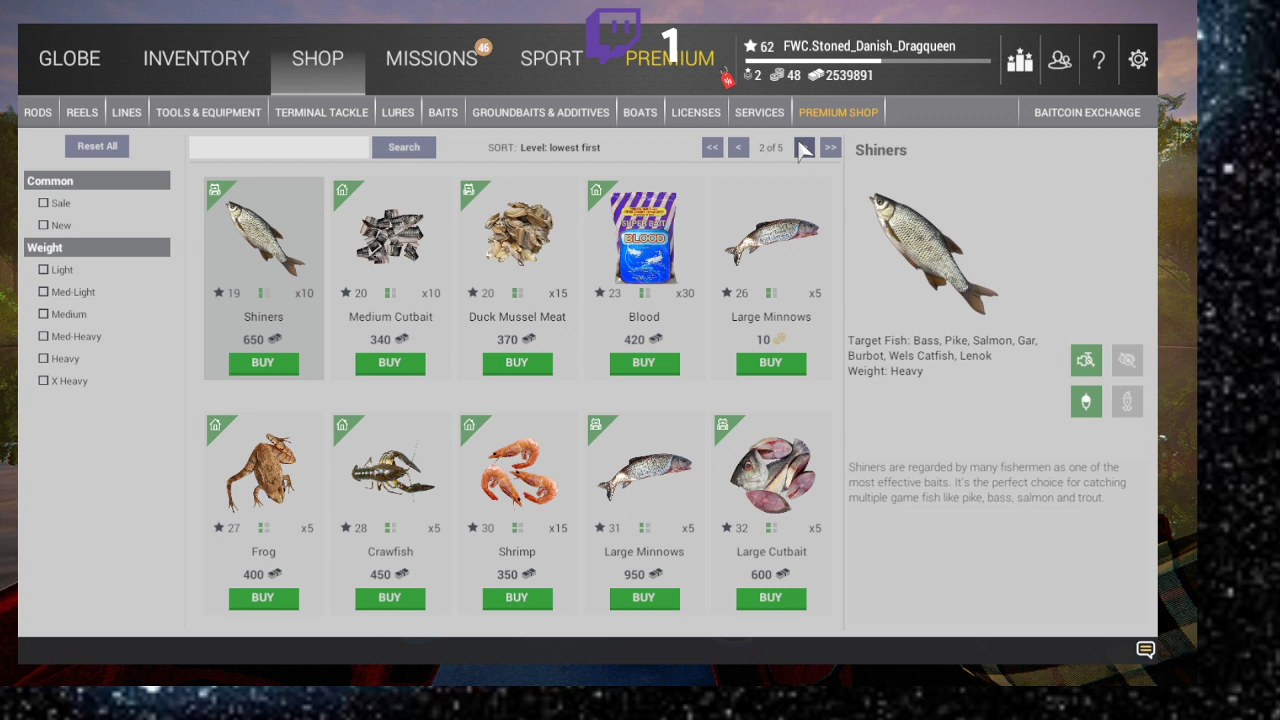 GLOBE INVENTORY SHOP MISSIONS 46 SPORT PREMIUM 1
62 FWC.Stoned_Danish_Dragqueen
2 48 2539891
RODS REELS LINES TOOLS & EQUIPMENT TERMINAL TACKLE LURES BAITS GROUNDBAITS & ADDITIVES BOATS LICENSES SERVICES PREMIUM SHOP BAITCOIN EXCHANGE
Reset All
Common
Sale
New
Weight
Light
Med-Light
Medium
Med-Heavy
Heavy
X Heavy
Search SORT: Level: lowest first << < 2 of 5 >>
19 x10 20 x10 20 x15 23 x30 26 x5
SUPER BAIT
BLOOD
Shiners Medium Cutbait Duck Mussel Meat Blood Large Minnows
650 340 370 420 10
BUY BUY BUY BUY BUY
27 x5 28 x5 30 x15 31 x5 32 x5
Frog Crawfish Shrimp Large Minnows Large Cutbait
400 450 350 950 600
BUY BUY BUY BUY BUY
Shiners
Target Fish: Bass, Pike, Salmon, Gar,
Burbot, Wels Catfish, Lenok
Weight: Heavy
Shiners are regarded by many fishermen as one of the
most effective baits. It's the perfect choice for catching
multiple game fish like pike, bass, salmon and trout.